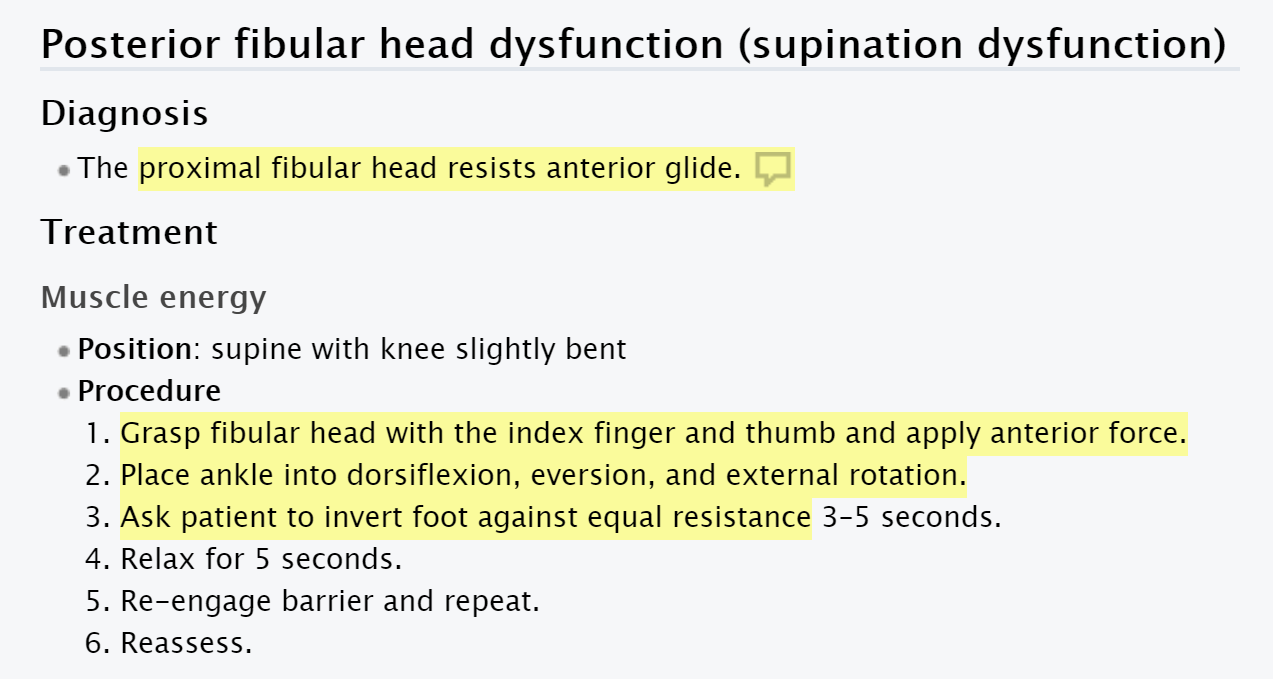 Posterior fibular head dysfunction (supination dysfunction)
Diagnosis
• The proximal fibular head resists anterior glide.
Treatment
Muscle energy
• Position: supine with knee slightly bent
• Procedure
1. Grasp fibular head with the index finger and thumb and apply anterior force.
2. Place ankle into dorsiflexion, eversion, and external rotation.
3. Ask patient to invert foot against equal resistance 3–5 seconds.
4. Relax for 5 seconds.
5. Re-engage barrier and repeat.
6. Reassess.